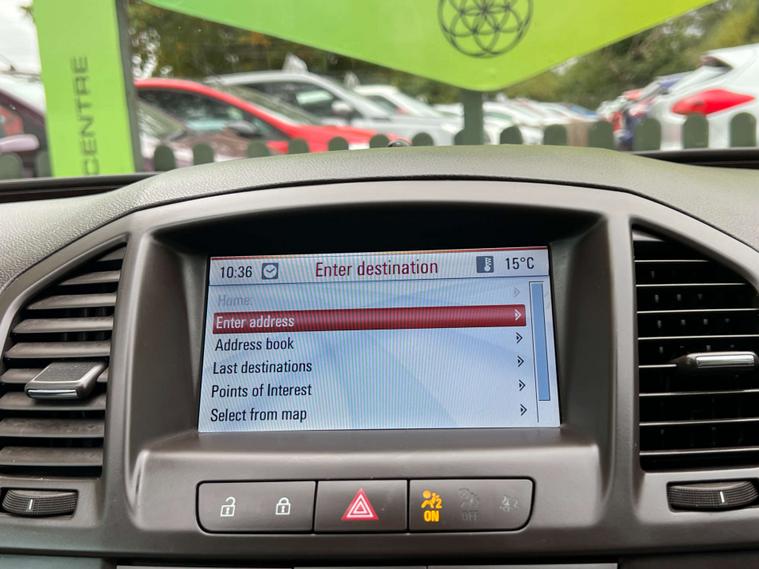 CENTRE
10:36 Enter destination 15°C
Home:
Enter address
Address book
Last destinations
Points of Interest
Select from map
2
ON OFF